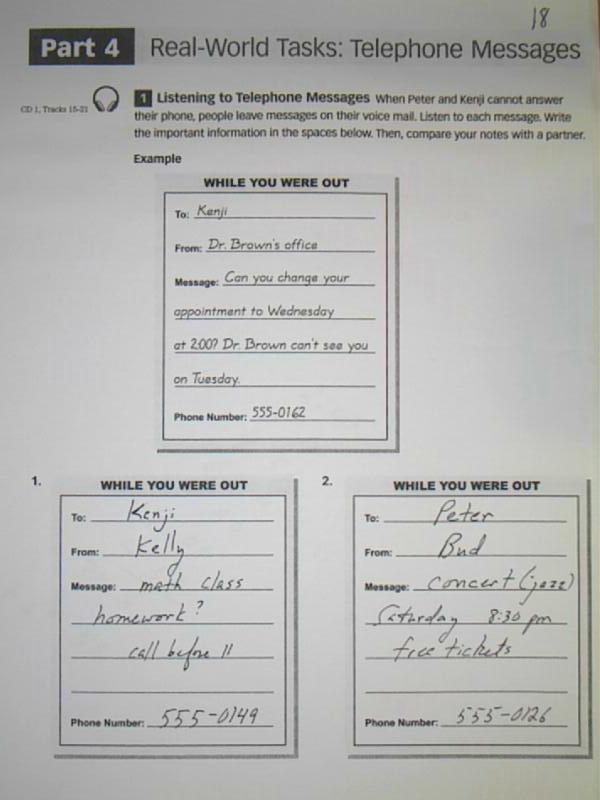 18
Part 4 Real-World Tasks: Telephone Messages
CD 1, Tracks 15-21
1 Listening to Telephone Messages When Peter and Kenji cannot answer
their phone, people leave messages on their voice mail. Listen to each message. Write
the important information in the spaces below. Then, compare your notes with a partner.
Example
WHILE YOU WERE OUT
To: Kenji
From: Dr. Brown's office
Message: Can you change your
appointment to Wednesday
at 2:00? Dr. Brown can't see you
on Tuesday.
Phone Number: 555-0162
1.
WHILE YOU WERE OUT
To: Kenji
From: Kelly
Message: math class
homework?
call before 11
Phone Number: 555-0149
2.
WHILE YOU WERE OUT
To: Peter
From: Bud
Message: concert (jazz)
Saturday 8:30 pm
free tickets
Phone Number: 555-0126